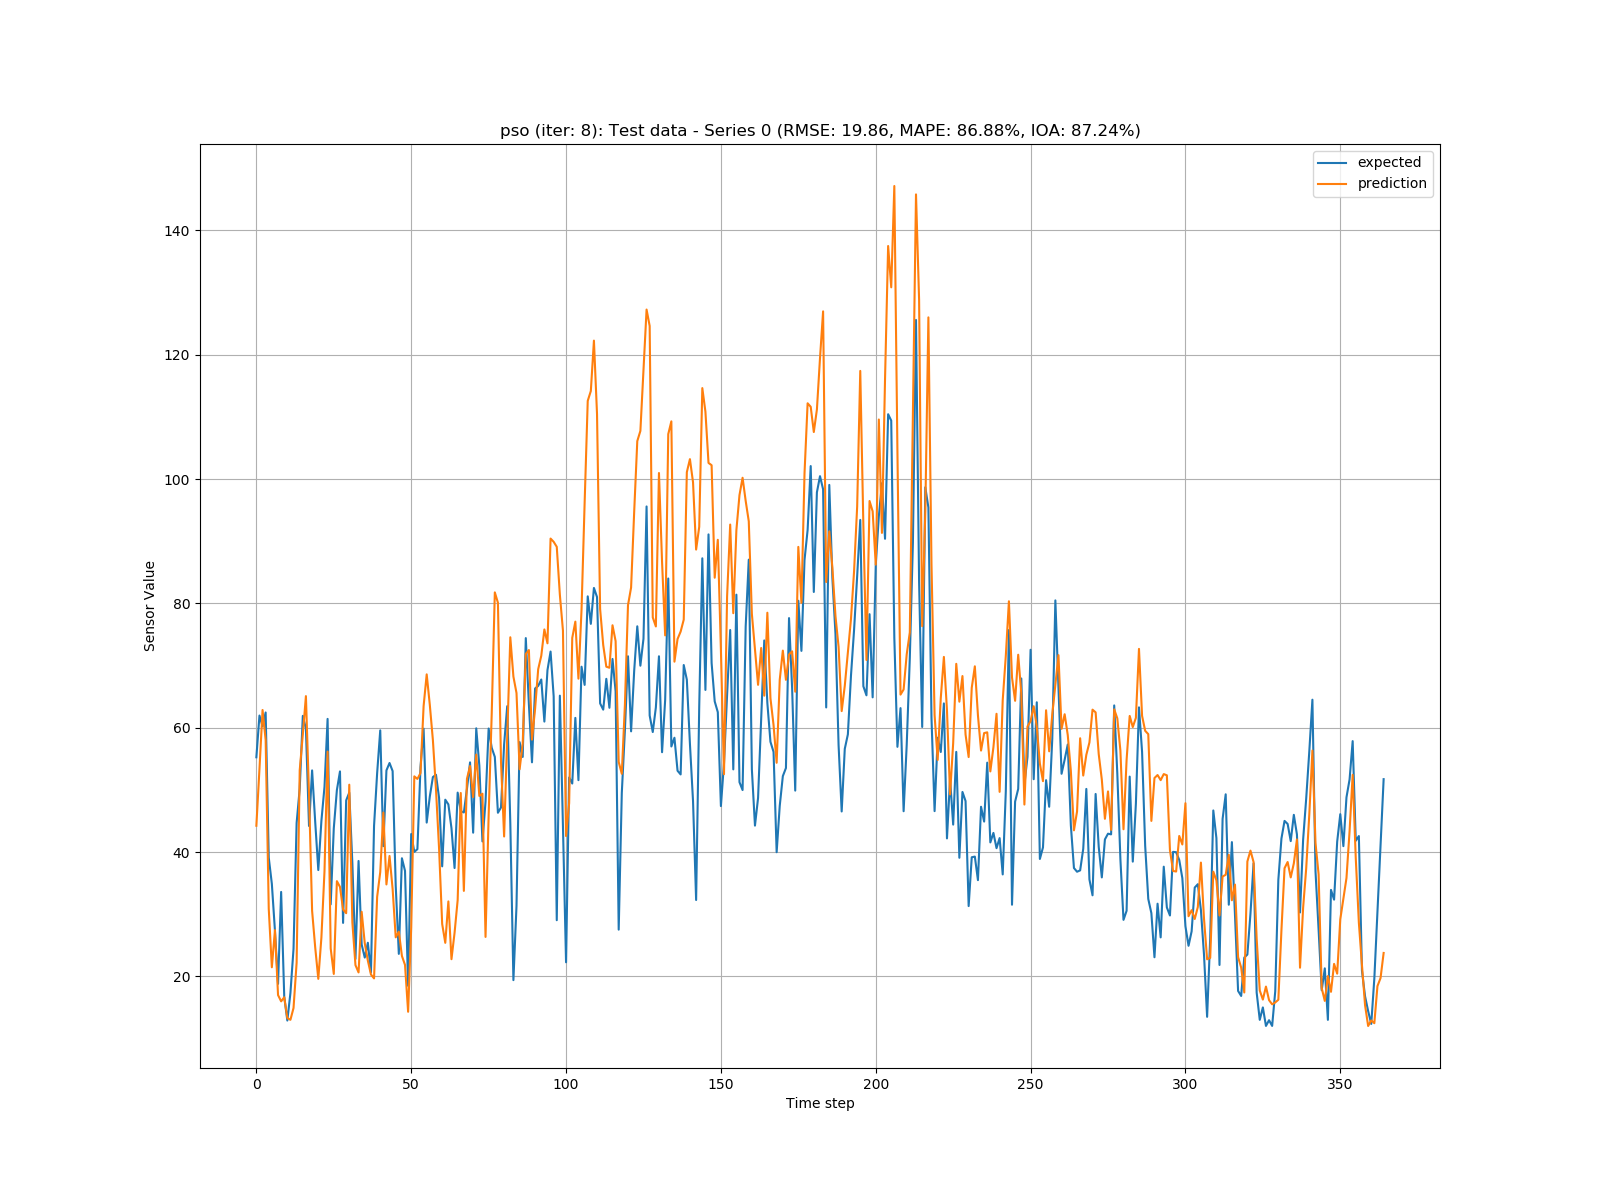 pso (iter: 8): Test data - Series 0 (RMSE: 19.86, MAPE: 86.88%, IOA: 87.24%)
expected
prediction
140
120
100
80
60
40
20
Sensor Value
0 50 100 150 200 250 300 350
Time step